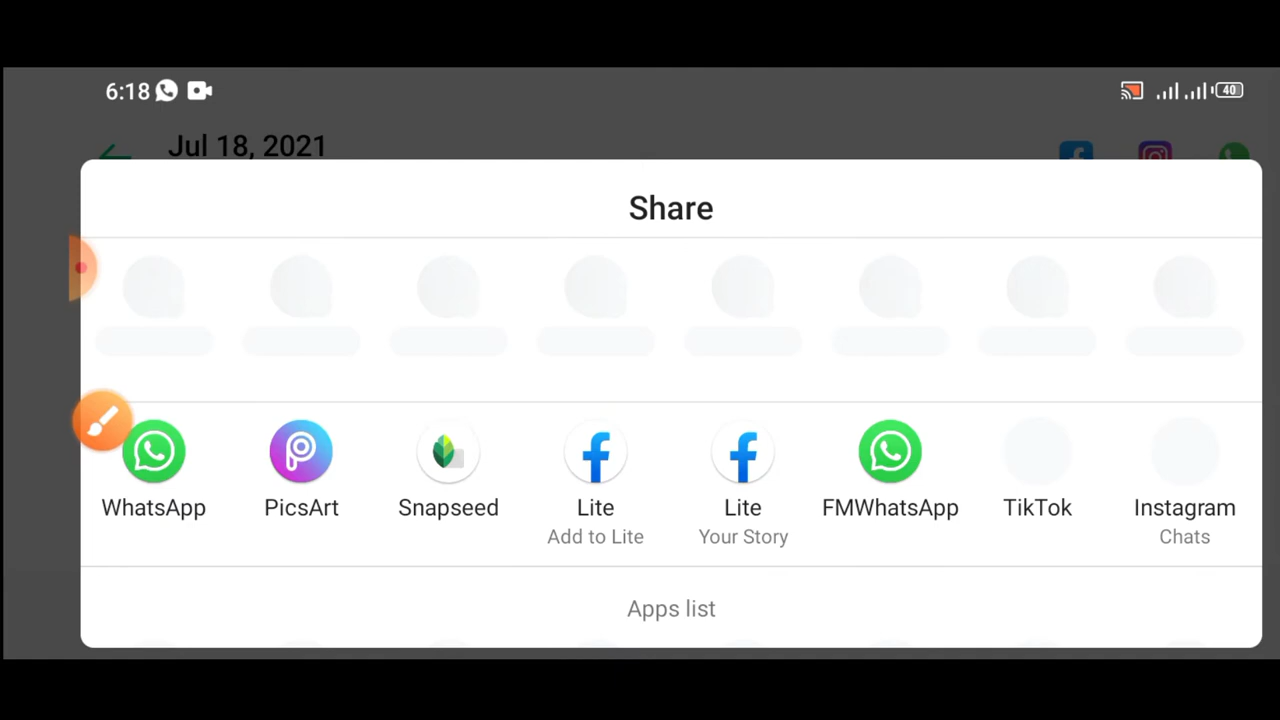 6:18
40
Jul 18, 2021
Share
WhatsApp
PicsArt
Snapseed
Lite
Add to Lite
Lite
Your Story
FMWhatsApp
TikTok
Instagram
Chats
Apps list